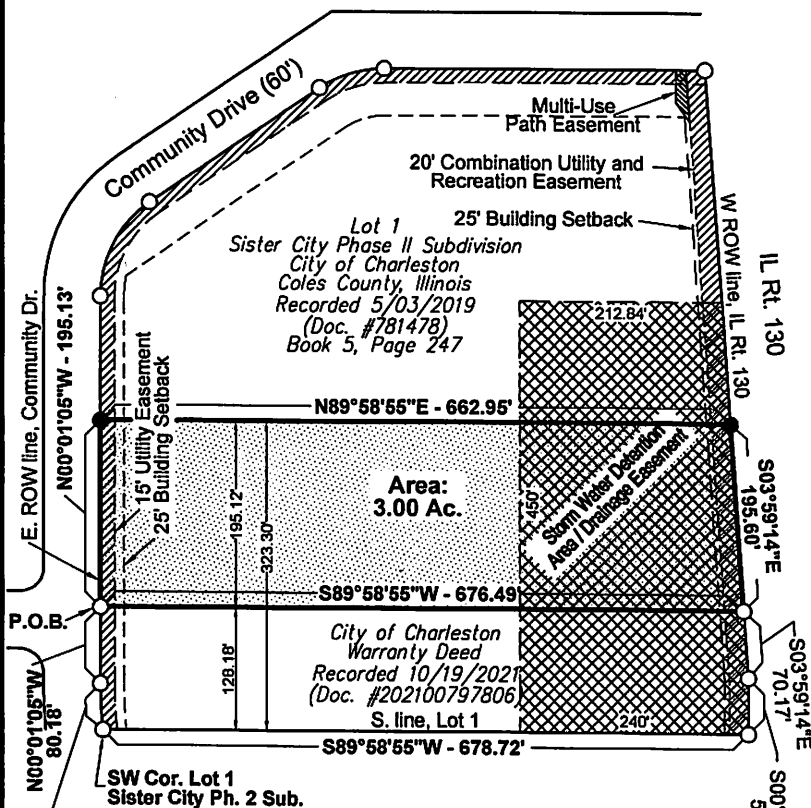 Community Drive (60')
Multi-Use
Path Easement
20' Combination Utility and
Recreation Easement
25' Building Setback
Lot 1
Sister City Phase II Subdivision
City of Charleston
Coles County, Illinois
Recorded 5/03/2019
(Doc. #781478)
Book 5, Page 247
IL Rt. 130
W ROW line, IL Rt. 130
212.84'
E. ROW line, Community Dr.
N00°01'05"W - 195.13'
15' Utility Easement
25' Building Setback
N89°58'55"E - 662.95'
Area:
3.00 Ac.
195.12'
323.30'
450'
Storm Water Detention
Area / Drainage Easement
S03°59'14"E
195.60'
S89°58'55"W - 676.49'
P.O.B.
City of Charleston
Warranty Deed
Recorded 10/19/2021
(Doc. #202100797806)
128.18'
S. line, Lot 1
240'
S03°59'14"E
70.17'
N00°01'05"W
80.18'
S89°58'55"W - 678.72'
SW Cor. Lot 1
Sister City Ph. 2 Sub.